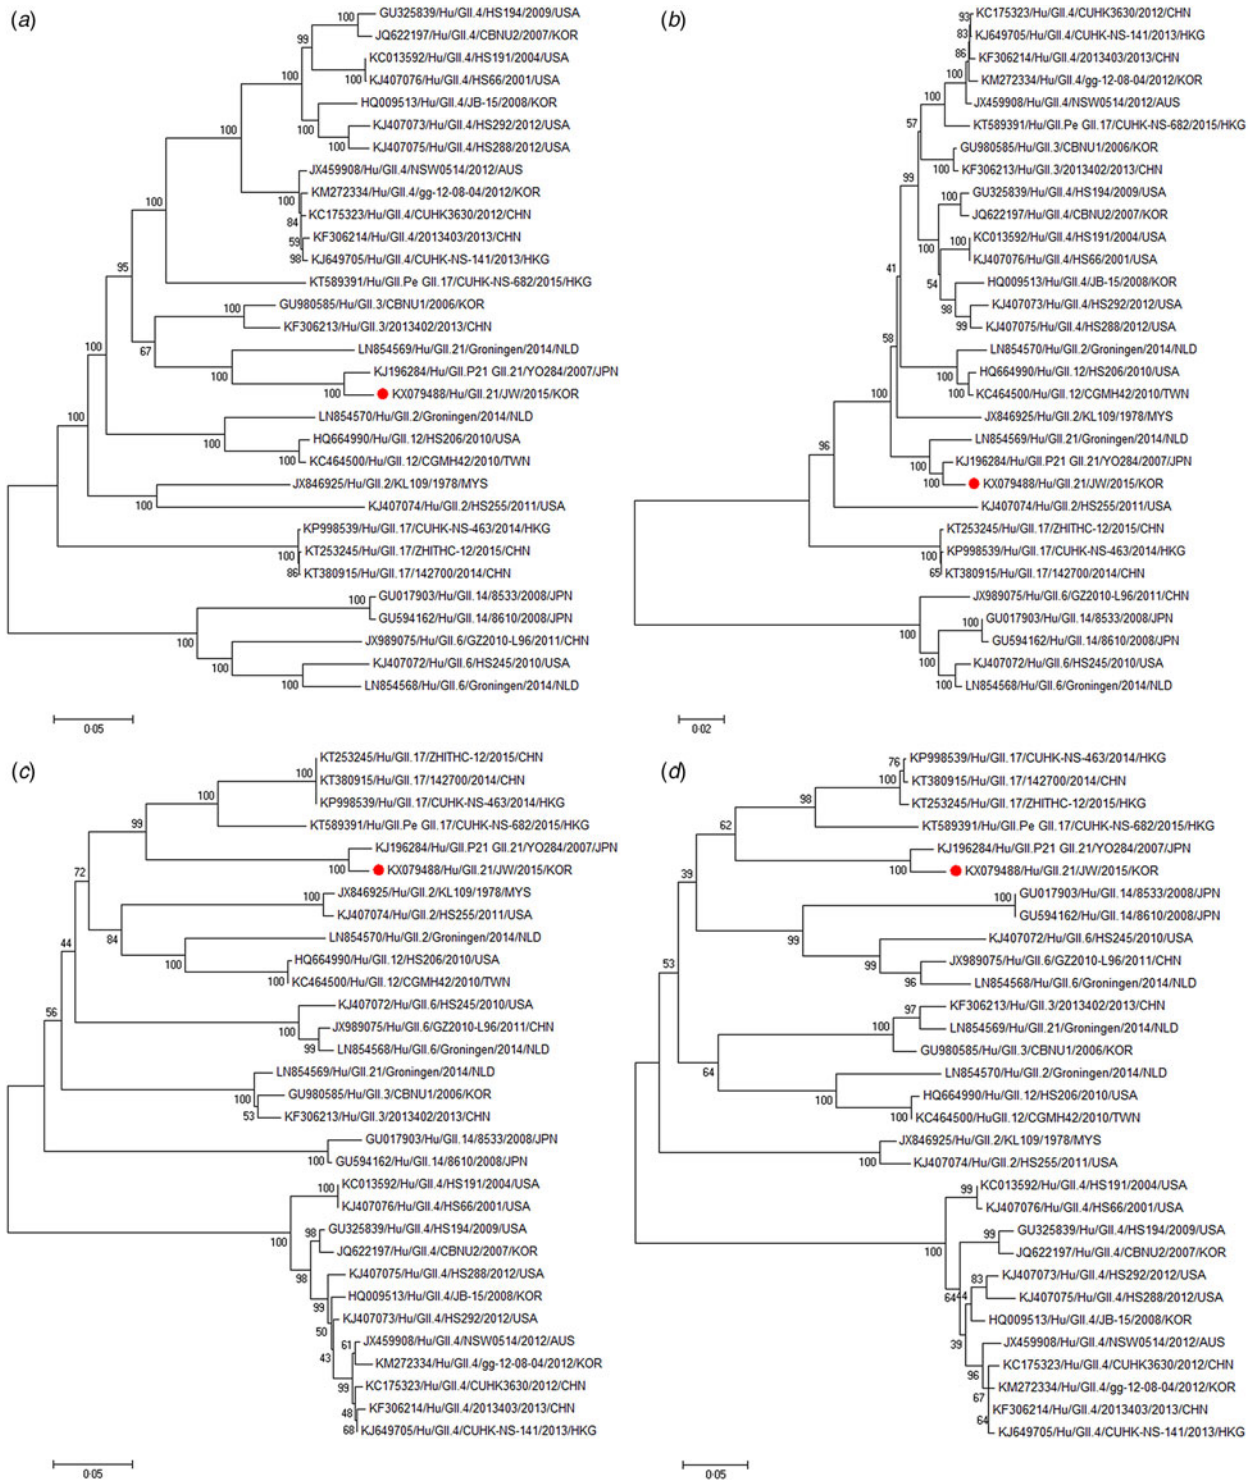 (a)
GU325839/Hu/GII.4/HS194/2009/USA
100
JQ622197/Hu/GII.4/CBNU2/2007/KOR
99
KC013592/Hu/GII.4/HS191/2004/USA
100
100
KJ407076/Hu/GII.4/HS66/2001/USA
HQ009513/Hu/GII.4/JB-15/2008/KOR
100
KJ407073/Hu/GII.4/HS292/2012/USA
100
100
KJ407075/Hu/GII.4/HS288/2012/USA
JX459908/Hu/GII.4/NSW0514/2012/AUS
100
KM272334/Hu/GII.4/gg-12-08-04/2012/KOR
100
KC175323/Hu/GII.4/CUHK3630/2012/CHN
84
KF306214/Hu/GII.4/2013403/2013/CHN
59
98
KJ649705/Hu/GII.4/CUHK-NS-141/2013/HKG
95
KT589391/Hu/GII.Pe GII.17/CUHK-NS-682/2015/HKG
GU980585/Hu/GII.3/CBNU1/2006/KOR
100
KF306213/Hu/GII.3/2013402/2013/CHN
67
LN854569/Hu/GII.21/Groningen/2014/NLD
100
KJ196284/Hu/GII.P21 GII.21/YO284/2007/JPN
100
100
KX079488/Hu/GII.21/JW/2015/KOR
LN854570/Hu/GII.2/Groningen/2014/NLD
100
HQ664990/Hu/GII.12/HS206/2010/USA
100
100
KC464500/Hu/GII.12/CGMH42/2010/TWN
JX846925/Hu/GII.2/KL109/1978/MYS
100
KJ407074/Hu/GII.2/HS255/2011/USA
KP998539/Hu/GII.17/CUHK-NS-463/2014/HKG
100
KT253245/Hu/GII.17/ZHITHC-12/2015/CHN
86
KT380915/Hu/GII.17/142700/2014/CHN
GU017903/Hu/GII.14/8533/2008/JPN
100
GU594162/Hu/GII.14/8610/2008/JPN
100
JX989075/Hu/GII.6/GZ2010-L96/2011/CHN
100
KJ407072/Hu/GII.6/HS245/2010/USA
100
LN854568/Hu/GII.6/Groningen/2014/NLD
0·05
(b)
KC175323/Hu/GII.4/CUHK3630/2012/CHN
93
KJ649705/Hu/GII.4/CUHK-NS-141/2013/HKG
83
KF306214/Hu/GII.4/2013403/2013/CHN
86
KM272334/Hu/GII.4/gg-12-08-04/2012/KOR
100
JX459908/Hu/GII.4/NSW0514/2012/AUS
100
KT589391/Hu/GII.Pe GII.17/CUHK-NS-682/2015/HKG
57
GU980585/Hu/GII.3/CBNU1/2006/KOR
100
KF306213/Hu/GII.3/2013402/2013/CHN
99
GU325839/Hu/GII.4/HS194/2009/USA
100
JQ622197/Hu/GII.4/CBNU2/2007/KOR
KC013592/Hu/GII.4/HS191/2004/USA
100
100
KJ407076/Hu/GII.4/HS66/2001/USA
41
HQ009513/Hu/GII.4/JB-15/2008/KOR
54
KJ407073/Hu/GII.4/HS292/2012/USA
98
99
KJ407075/Hu/GII.4/HS288/2012/USA
58
LN854570/Hu/GII.2/Groningen/2014/NLD
100
HQ664990/Hu/GII.12/HS206/2010/USA
100
KC464500/Hu/GII.12/CGMH42/2010/TWN
100
JX846925/Hu/GII.2/KL109/1978/MYS
LN854569/Hu/GII.21/Groningen/2014/NLD
96
KJ196284/Hu/GII.P21 GII.21/YO284/2007/JPN
100
100
KX079488/Hu/GII.21/JW/2015/KOR
KJ407074/Hu/GII.2/HS255/2011/USA
100
KT253245/Hu/GII.17/ZHITHC-12/2015/CHN
100
KP998539/Hu/GII.17/CUHK-NS-463/2014/HKG
65
KT380915/Hu/GII.17/142700/2014/CHN
JX989075/Hu/GII.6/GZ2010-L96/2011/CHN
GU017903/Hu/GII.14/8533/2008/JPN
100
100
GU594162/Hu/GII.14/8610/2008/JPN
100
KJ407072/Hu/GII.6/HS245/2010/USA
100
LN854568/Hu/GII.6/Groningen/2014/NLD
0·02
(c)
KT253245/Hu/GII.17/ZHITHC-12/2015/CHN
100
KT380915/Hu/GII.17/142700/2014/CHN
100
KP998539/Hu/GII.17/CUHK-NS-463/2014/HKG
99
KT589391/Hu/GII.Pe GII.17/CUHK-NS-682/2015/HKG
KJ196284/Hu/GII.P21 GII.21/YO284/2007/JPN
100
KX079488/Hu/GII.21/JW/2015/KOR
72
JX846925/Hu/GII.2/KL109/1978/MYS
100
KJ407074/Hu/GII.2/HS255/2011/USA
84
LN854570/Hu/GII.2/Groningen/2014/NLD
44
HQ664990/Hu/GII.12/HS206/2010/USA
100
100
KC464500/Hu/GII.12/CGMH42/2010/TWN
KJ407072/Hu/GII.6/HS245/2010/USA
56
JX989075/Hu/GII.6/GZ2010-L96/2011/CHN
100
99
LN854568/Hu/GII.6/Groningen/2014/NLD
LN854569/Hu/GII.21/Groningen/2014/NLD
GU980585/Hu/GII.3/CBNU1/2006/KOR
100
53
KF306213/Hu/GII.3/2013402/2013/CHN
GU017903/Hu/GII.14/8533/2008/JPN
100
GU594162/Hu/GII.14/8610/2008/JPN
KC013592/Hu/GII.4/HS191/2004/USA
100
KJ407076/Hu/GII.4/HS66/2001/USA
GU325839/Hu/GII.4/HS194/2009/USA
98
100
JQ622197/Hu/GII.4/CBNU2/2007/KOR
98
KJ407075/Hu/GII.4/HS288/2012/USA
HQ009513/Hu/GII.4/JB-15/2008/KOR
99
KJ407073/Hu/GII.4/HS292/2012/USA
50
JX459908/Hu/GII.4/NSW0514/2012/AUS
61
43
KM272334/Hu/GII.4/gg-12-08-04/2012/KOR
99
KC175323/Hu/GII.4/CUHK3630/2012/CHN
KF306214/Hu/GII.4/2013403/2013/CHN
48
68
KJ649705/Hu/GII.4/CUHK-NS-141/2013/HKG
0·05
(d)
KP998539/Hu/GII.17/CUHK-NS-463/2014/HKG
76
KT380915/Hu/GII.17/142700/2014/CHN
100
98
KT253245/Hu/GII.17/ZHITHC-12/2015/HKG
62
KT589391/Hu/GII.Pe GII.17/CUHK-NS-682/2015/HKG
KJ196284/Hu/GII.P21 GII.21/YO284/2007/JPN
100
KX079488/Hu/GII.21/JW/2015/KOR
39
GU017903/Hu/GII.14/8533/2008/JPN
100
GU594162/Hu/GII.14/8610/2008/JPN
99
KJ407072/Hu/GII.6/HS245/2010/USA
99
JX989075/Hu/GII.6/GZ2010-L96/2011/CHN
53
96
LN854568/Hu/GII.6/Groningen/2014/NLD
KF306213/Hu/GII.3/2013402/2013/CHN
97
LN854569/Hu/GII.21/Groningen/2014/NLD
100
GU980585/Hu/GII.3/CBNU1/2006/KOR
64
LN854570/Hu/GII.2/Groningen/2014/NLD
HQ664990/Hu/GII.12/HS206/2010/USA
100
100
KC464500/HuGII.12/CGMH42/2010/TWN
JX846925/Hu/GII.2/KL109/1978/MYS
100
KJ407074/Hu/GII.2/HS255/2011/USA
KC013592/Hu/GII.4/HS191/2004/USA
99
KJ407076/Hu/GII.4/HS66/2001/USA
GU325839/Hu/GII.4/HS194/2009/USA
99
100
JQ622197/Hu/GII.4/CBNU2/2007/KOR
KJ407073/Hu/GII.4/HS292/2012/USA
83
64
44
KJ407075/Hu/GII.4/HS288/2012/USA
HQ009513/Hu/GII.4/JB-15/2008/KOR
39
JX459908/Hu/GII.4/NSW0514/2012/AUS
KC175323/Hu/GII.4/CUHK3630/2012/CHN
96
KM272334/Hu/GII.4/gg-12-08-04/2012/KOR
67
KF306214/Hu/GII.4/2013403/2013/CHN
64
KJ649705/Hu/GII.4/CUHK-NS-141/2013/HKG
0·05